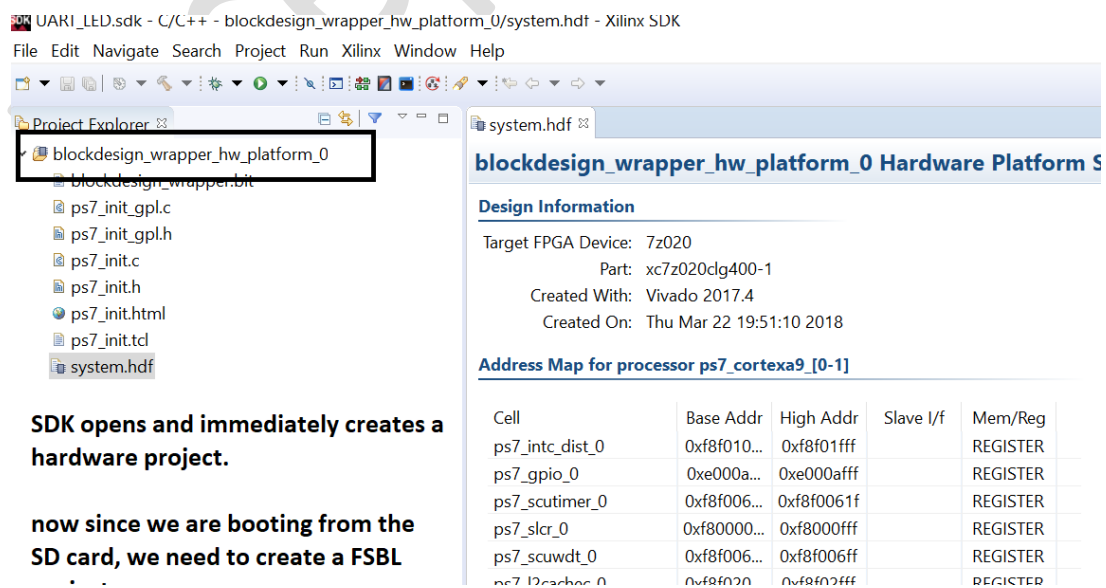 UART_LED.sdk - C/C++ - blockdesign_wrapper_hw_platform_0/system.hdf - Xilinx SDK
File Edit Navigate Search Project Run Xilinx Window Help
Project Explorer
blockdesign_wrapper_hw_platform_0
blockdesign_wrapper.bit
ps7_init_gpl.c
ps7_init_gpl.h
ps7_init.c
ps7_init.h
ps7_init.html
ps7_init.tcl
system.hdf
SDK opens and immediately creates a
hardware project.
now since we are booting from the
SD card, we need to create a FSBL
system.hdf
blockdesign_wrapper_hw_platform_0 Hardware Platform S
Design Information
Target FPGA Device: 7z020
Part: xc7z020clg400-1
Created With: Vivado 2017.4
Created On: Thu Mar 22 19:51:10 2018
Address Map for processor ps7_cortexa9_[0-1]
Cell Base Addr High Addr Slave I/f Mem/Reg
ps7_intc_dist_0 0xf8f010... 0xf8f01fff REGISTER
ps7_gpio_0 0xe000a... 0xe000afff REGISTER
ps7_scutimer_0 0xf8f006... 0xf8f0061f REGISTER
ps7_slcr_0 0xf80000... 0xf8000fff REGISTER
ps7_scuwdt_0 0xf8f006... 0xf8f006ff REGISTER
ps7_l2cachec_0 0xf8f020... 0xf8f02fff REGISTER